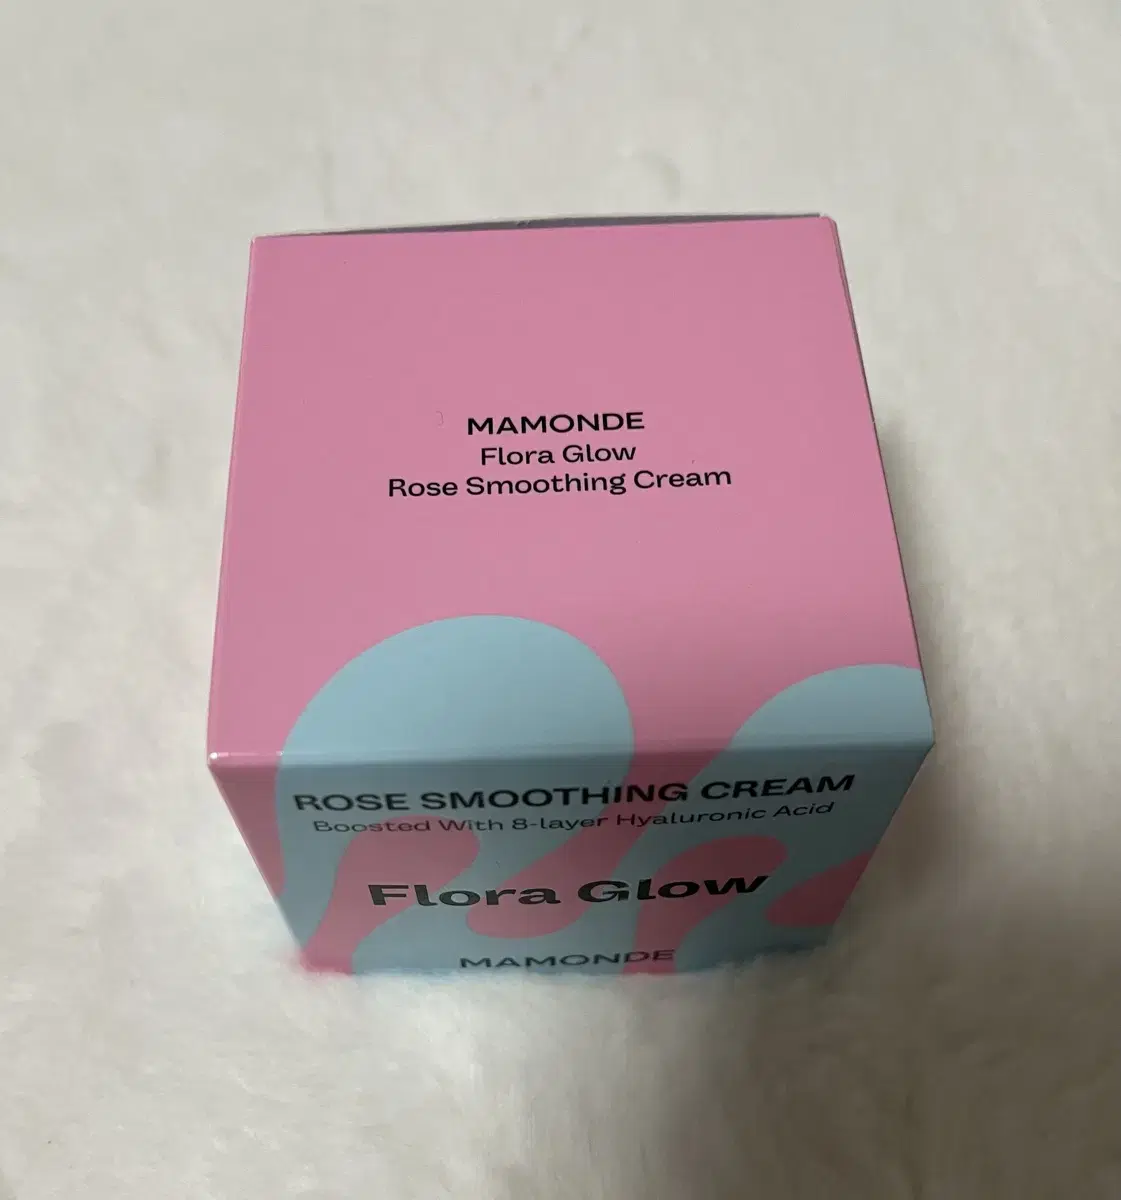 MAMONDE
Flora Glow
Rose Smoothing Cream
ROSE SMOOTHING CREAM
Boosted With 8-layer Hyaluronic Acid
Flora Glow
MAMONDE